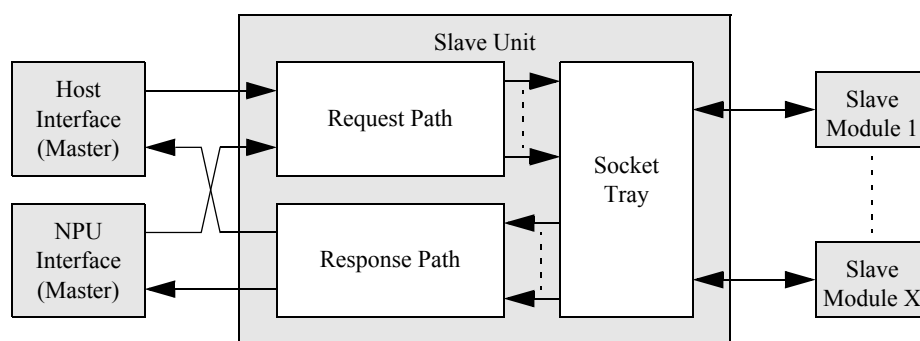 Slave Unit
Host
Interface
(Master)
Request Path
Socket
Tray
Slave
Module 1
NPU
Interface
(Master)
Response Path
Slave
Module X